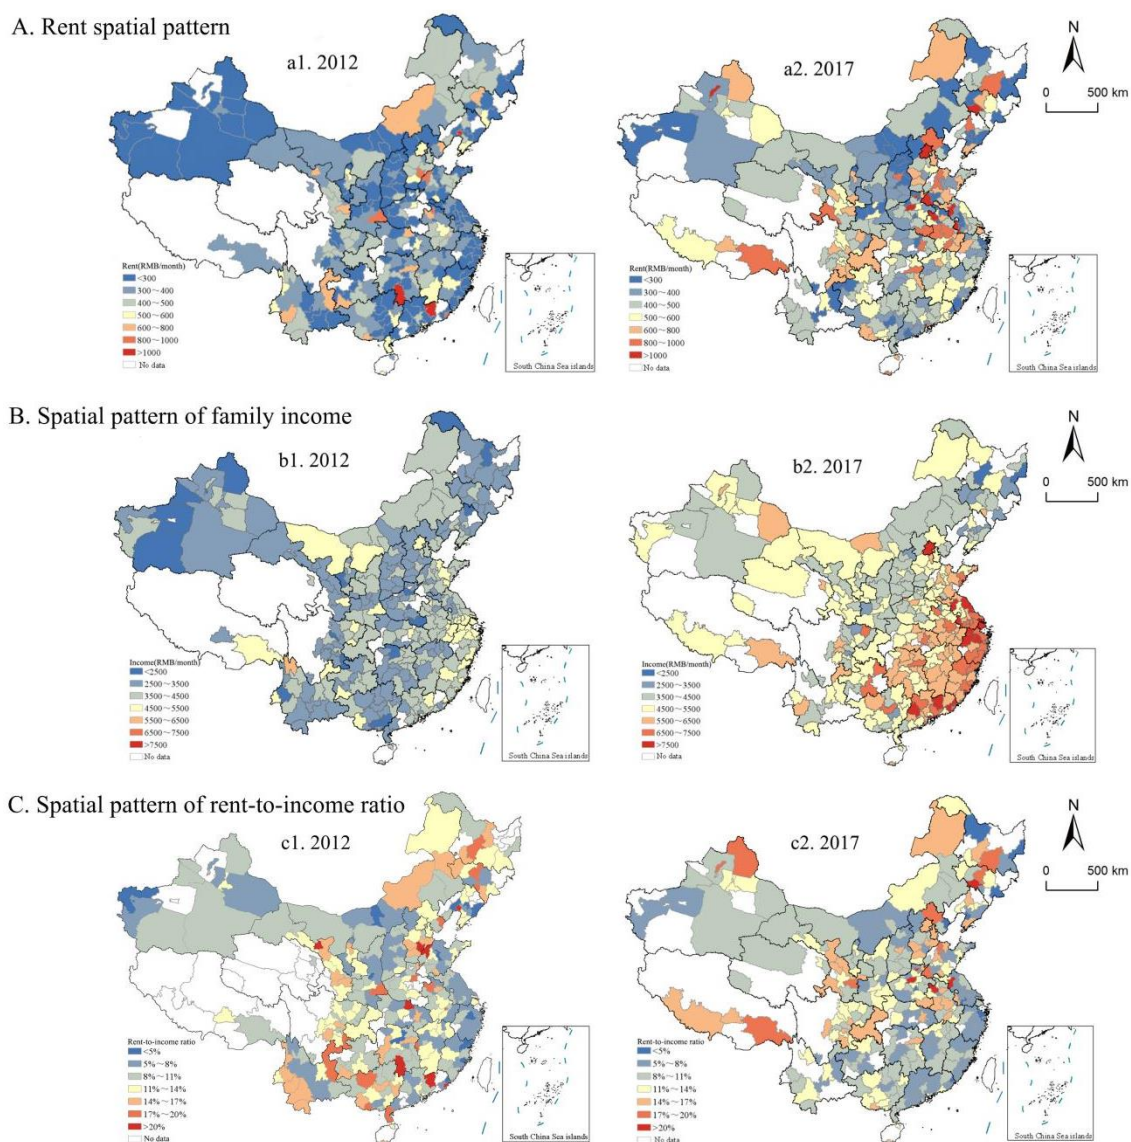 A. Rent spatial pattern
a1. 2012
a2. 2017
N
0 500 km
Rent(RMB/month)
<300
300～400
400～500
500～600
600～800
800～1000
>1000
No data
South China Sea islands
Rent(RMB/month)
<300
300～400
400～500
500～600
600～800
800～1000
>1000
No data
South China Sea islands
B. Spatial pattern of family income
b1. 2012
b2. 2017
N
0 500 km
Income(RMB/month)
<2500
2500～3500
3500～4500
4500～5500
5500～6500
6500～7500
>7500
No data
South China Sea islands
Income(RMB/month)
<2500
2500～3500
3500～4500
4500～5500
5500～6500
6500～7500
>7500
No data
South China Sea islands
C. Spatial pattern of rent-to-income ratio
c1. 2012
c2. 2017
N
0 500 km
Rent-to-income ratio
<5%
5%～8%
8%～11%
11%～14%
14%～17%
17%～20%
>20%
No data
South China Sea islands
Rent-to-income ratio
<5%
5%～8%
8%～11%
11%～14%
14%～17%
17%～20%
>20%
No data
South China Sea islands